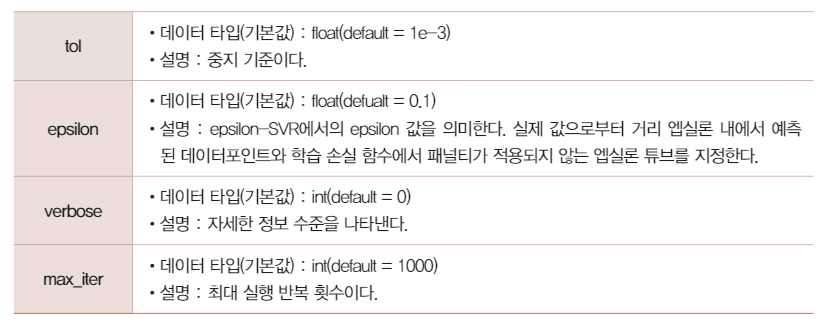 tol
• 데이터 타입(기본값) : float(default = 1e-3)
• 설명 : 중지 기준이다.
epsilon
• 데이터 타입(기본값) : float(defualt = 0.1)
• 설명 : epsilon-SVR에서의 epsilon 값을 의미한다. 실제 값으로부터 거리 엡실론 내에서 예측
된 데이터포인트와 학습 손실 함수에서 패널티가 적용되지 않는 엡실론 튜브를 지정한다.
verbose
• 데이터 타입(기본값) : int(default = 0)
• 설명 : 자세한 정보 수준을 나타낸다.
max_iter
• 데이터 타입(기본값) : int(default = 1000)
• 설명 : 최대 실행 반복 횟수이다.